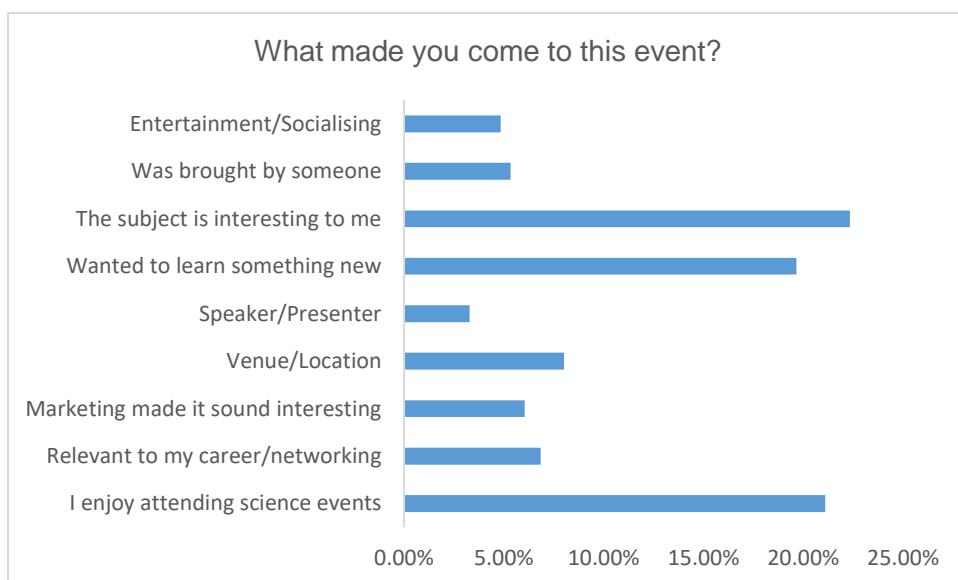 What made you come to this event?
Entertainment/Socialising
Was brought by someone
The subject is interesting to me
Wanted to learn something new
Speaker/Presenter
Venue/Location
Marketing made it sound interesting
Relevant to my career/networking
I enjoy attending science events
0.00% 5.00% 10.00% 15.00% 20.00% 25.00%